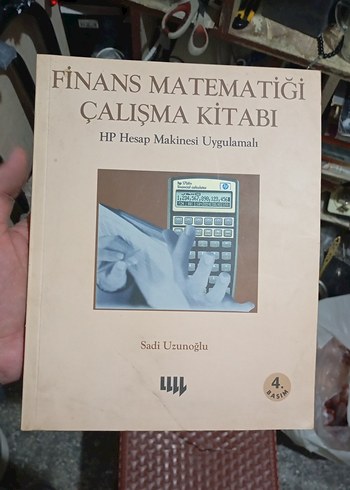 FİNANS MATEMATİĞİ
ÇALIŞMA KİTABI
HP Hesap Makinesi Uygulamalı
Sadi Uzunoğlu
4.
BASIM